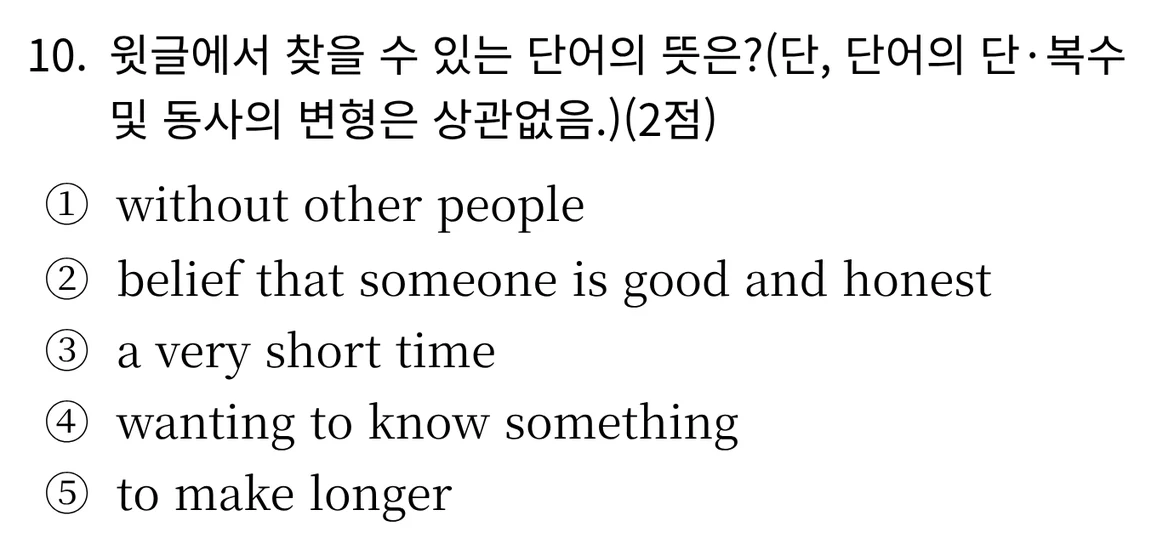 10. 윗글에서 찾을 수 있는 단어의 뜻은?(단, 단어의 단·복수
및 동사의 변형은 상관없음.)(2점)
① without other people
② belief that someone is good and honest
③ a very short time
④ wanting to know something
⑤ to make longer